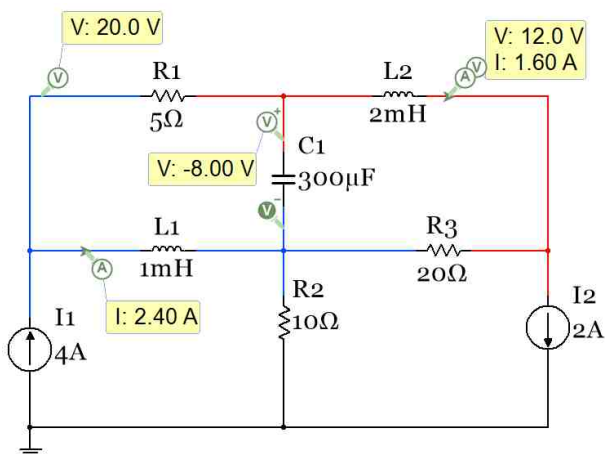 V: 20.0 V
V: 12.0 V
I: 1.60 A
R1
5Ω
L2
2mH
A
V
V
V+
C1
300µF
V: -8.00 V
V-
L1
1mH
A
R3
20Ω
I: 2.40 A
R2
10Ω
I1
4A
I2
2A